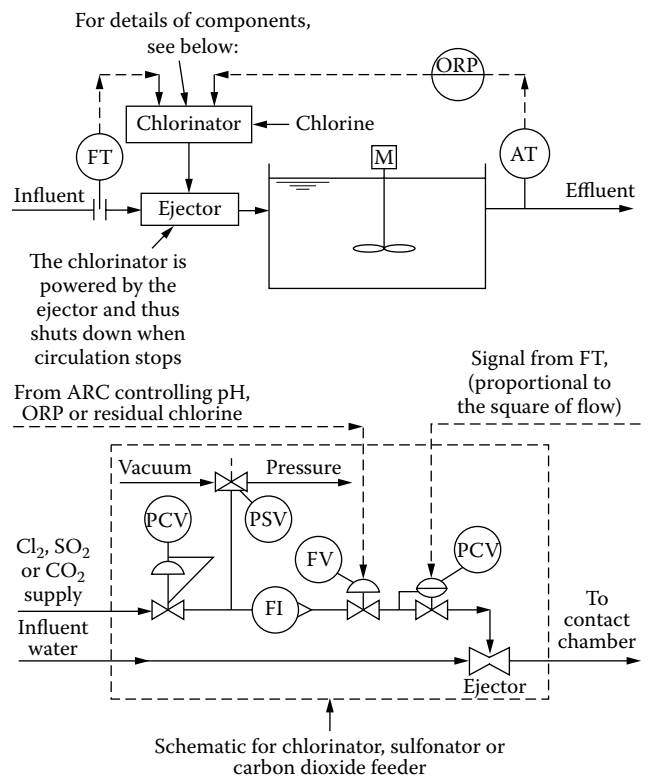 For details of components,
see below:
ORP
Chlorinator
Chlorine
FT
M
AT
Influent
Ejector
Effluent
The chlorinator is
powered by the
ejector and thus
shuts down when
circulation stops
Signal from FT,
(proportional to
the square of flow)
From ARC controlling pH,
ORP or residual chlorine
Vacuum
Pressure
PCV
PSV
FV
PCV
Cl₂, SO₂
or CO₂
supply
FI
To
contact
chamber
Influent
water
Ejector
Schematic for chlorinator, sulfonator or
carbon dioxide feeder